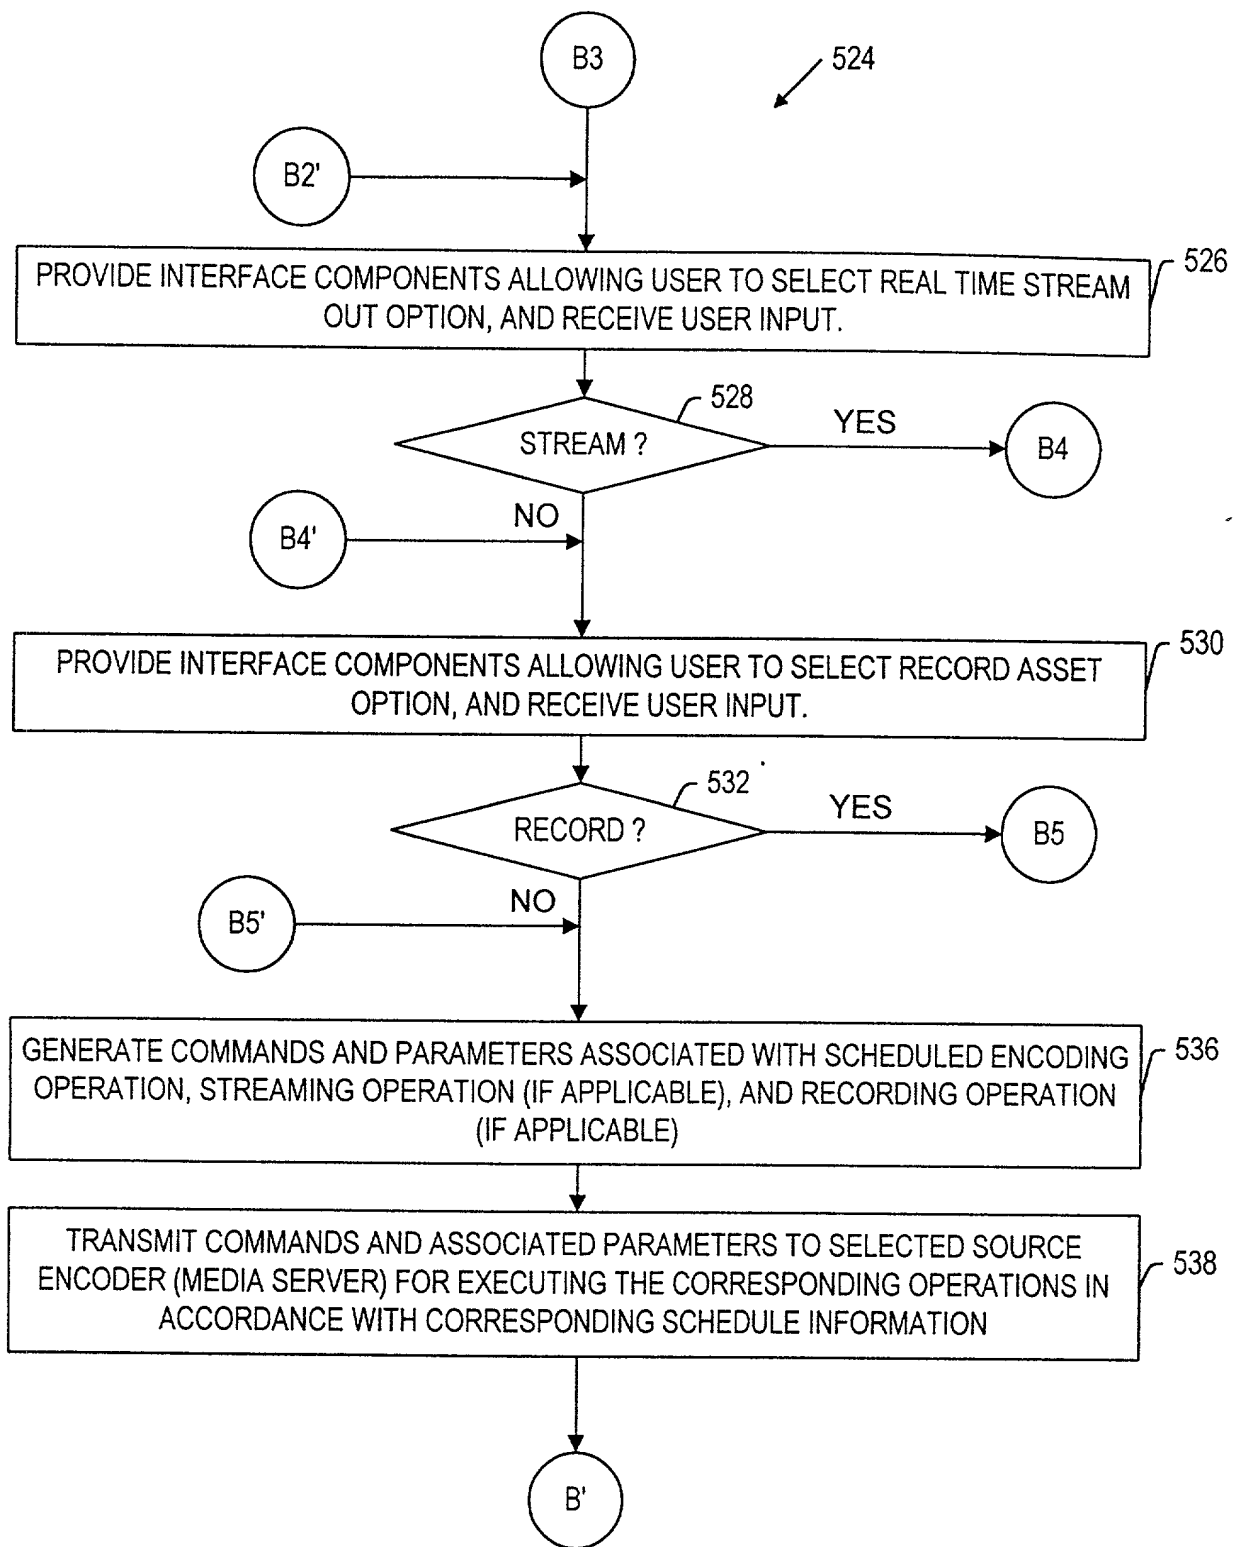 B3
524
B2'
526
PROVIDE INTERFACE COMPONENTS ALLOWING USER TO SELECT REAL TIME STREAM
OUT OPTION, AND RECEIVE USER INPUT.
528
STREAM ?
YES
B4
NO
B4'
530
PROVIDE INTERFACE COMPONENTS ALLOWING USER TO SELECT RECORD ASSET
OPTION, AND RECEIVE USER INPUT.
532
RECORD ?
YES
B5
NO
B5'
GENERATE COMMANDS AND PARAMETERS ASSOCIATED WITH SCHEDULED ENCODING
OPERATION, STREAMING OPERATION (IF APPLICABLE), AND RECORDING OPERATION
(IF APPLICABLE)
536
TRANSMIT COMMANDS AND ASSOCIATED PARAMETERS TO SELECTED SOURCE
ENCODER (MEDIA SERVER) FOR EXECUTING THE CORRESPONDING OPERATIONS IN
ACCORDANCE WITH CORRESPONDING SCHEDULE INFORMATION
538
B'